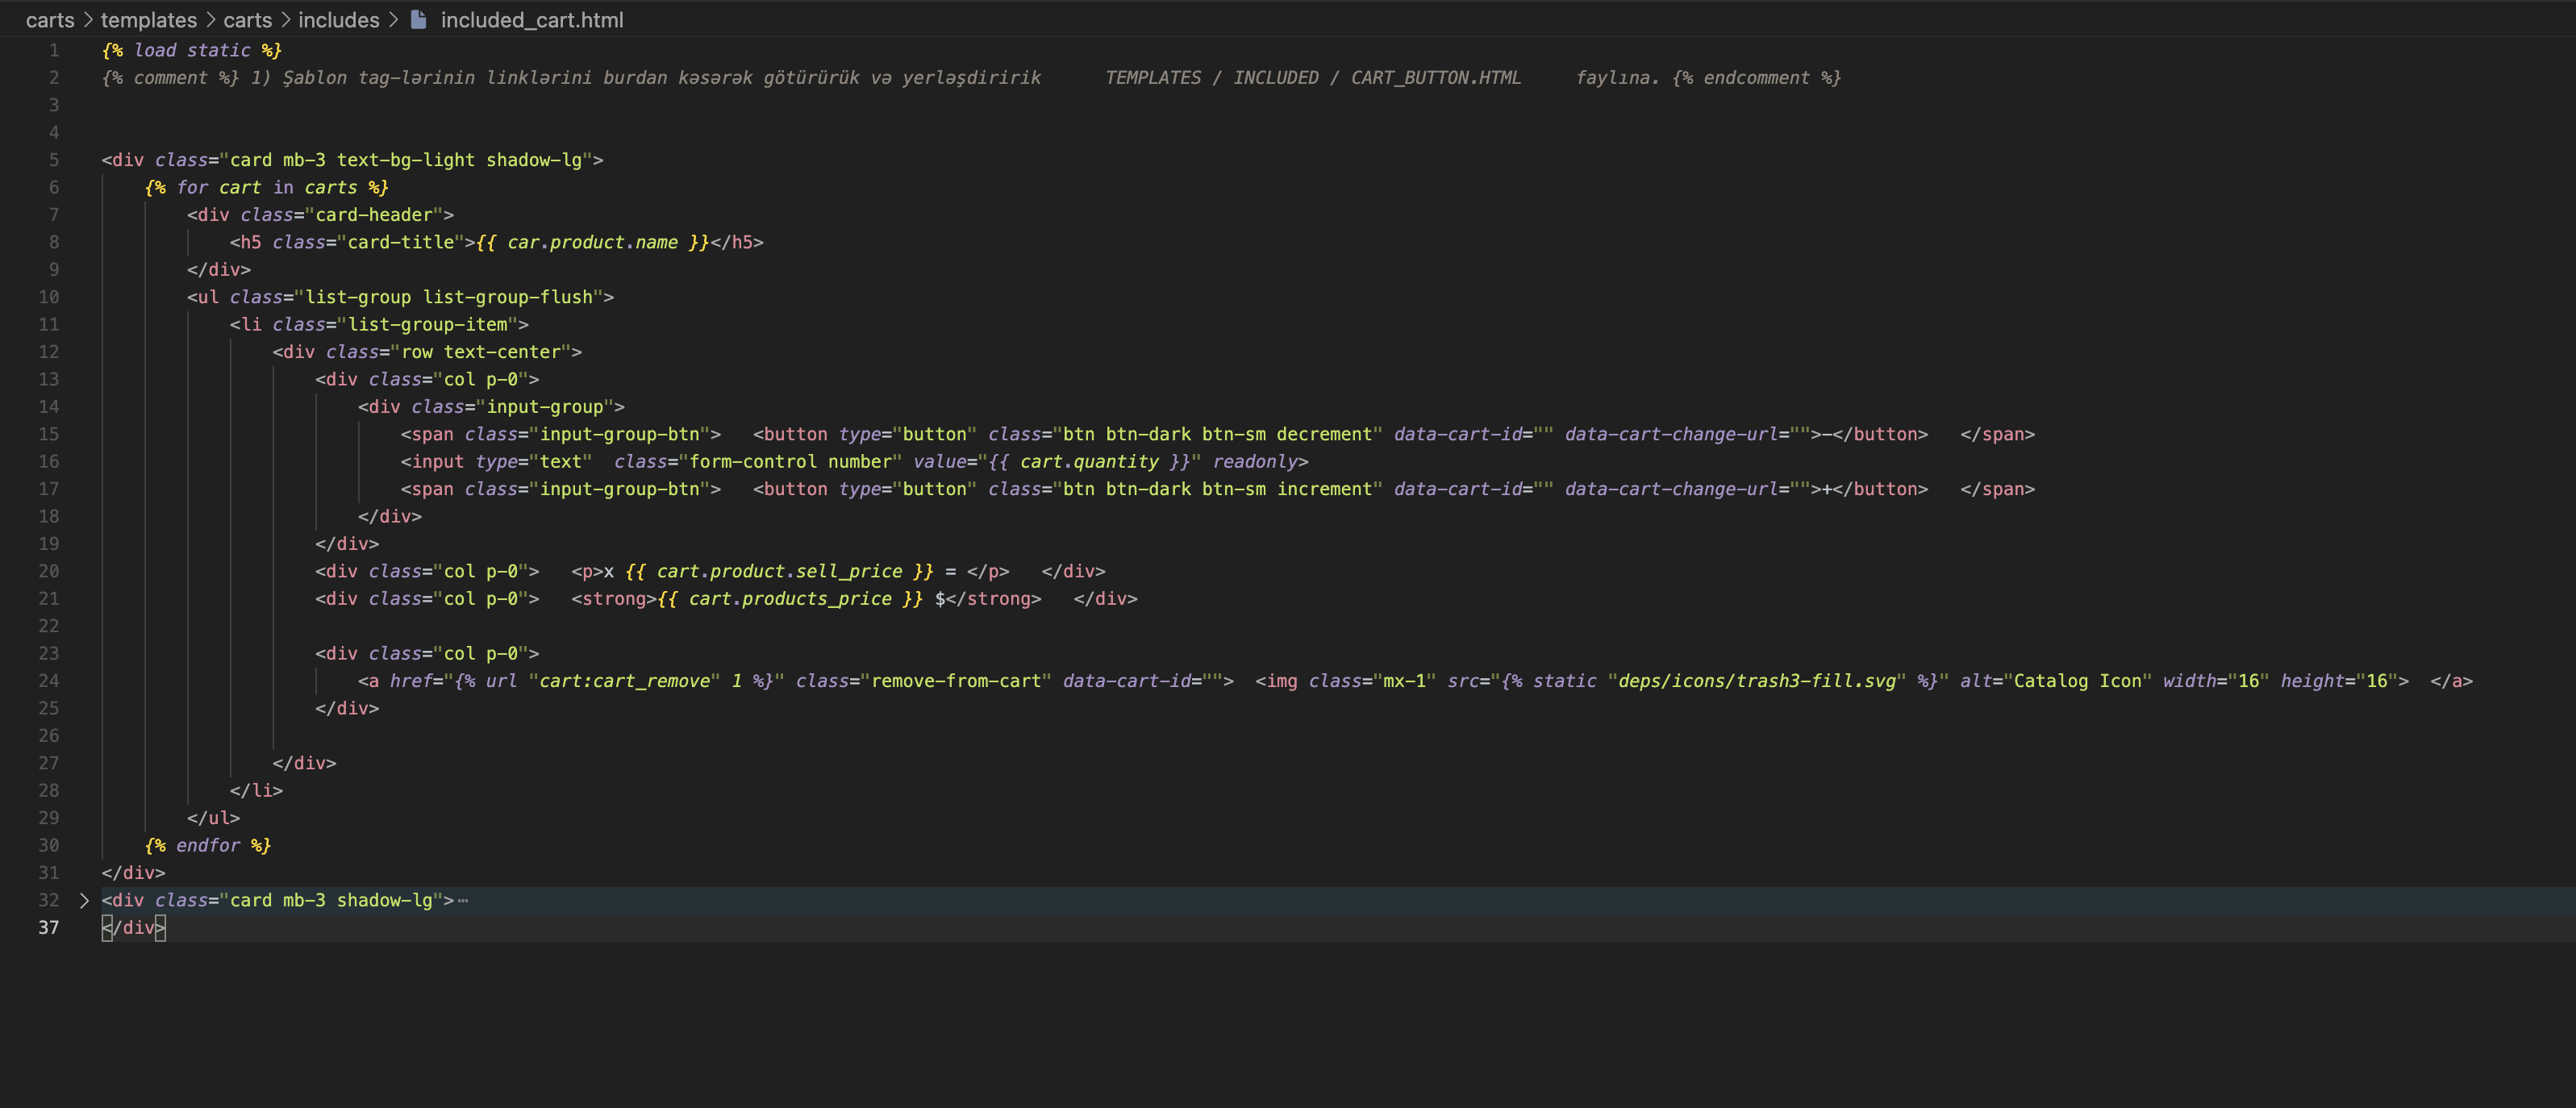 carts > templates > carts > includes > included_cart.html
1 {% load static %}
2 {% comment %} 1) Şablon tag-lərinin linklərini burdan kəsərək götürürük və yerləşdiririk      TEMPLATES / INCLUDED / CART_BUTTON.HTML     faylına. {% endcomment %}
3
4
5 <div class="card mb-3 text-bg-light shadow-lg">
6     {% for cart in carts %}
7         <div class="card-header">
8             <h5 class="card-title">{{ car.product.name }}</h5>
9         </div>
10         <ul class="list-group list-group-flush">
11             <li class="list-group-item">
12                 <div class="row text-center">
13                     <div class="col p-0">
14                         <div class="input-group">
15                             <span class="input-group-btn">   <button type="button" class="btn btn-dark btn-sm decrement" data-cart-id="" data-cart-change-url="">-</button>   </span>
16                             <input type="text"  class="form-control number" value="{{ cart.quantity }}" readonly>
17                             <span class="input-group-btn">   <button type="button" class="btn btn-dark btn-sm increment" data-cart-id="" data-cart-change-url="">+</button>   </span>
18                         </div>
19                     </div>
20                     <div class="col p-0">   <p>x {{ cart.product.sell_price }} = </p>   </div>
21                     <div class="col p-0">   <strong>{{ cart.products_price }} $</strong>   </div>
22
23                     <div class="col p-0">
24                         <a href="{% url "cart:cart_remove" 1 %}" class="remove-from-cart" data-cart-id="">  <img class="mx-1" src="{% static "deps/icons/trash3-fill.svg" %}" alt="Catalog Icon" width="16" height="16">  </a>
25                     </div>
26
27                 </div>
28             </li>
29         </ul>
30     {% endfor %}
31 </div>
32 > <div class="card mb-3 shadow-lg">…
37 </div>